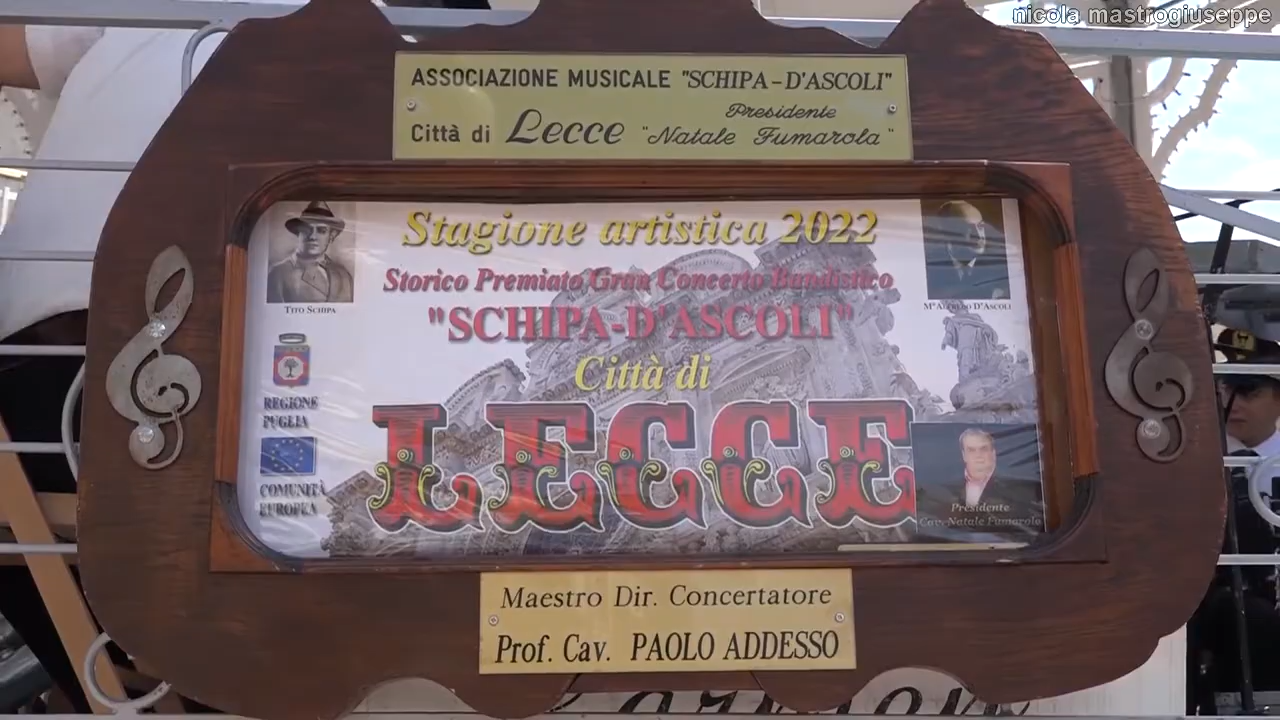 nicola mastrogiuseppe
ASSOCIAZIONE MUSICALE "SCHIPA-D'ASCOLI"
Presidente
Città di Lecce "Natale Fumarola"
Stagione artistica 2022
Storico Premiato Gran Concerto Bandistico
"SCHIPA-D'ASCOLI"
Città di
LECCE
TITO SCHIPA
M° ALFREDO D'ASCOLI
REGIONE
PUGLIA
COMUNITÀ
EUROPEA
Presidente
Cav. Natale Fumarola
Maestro Dir. Concertatore
Prof. Cav. PAOLO ADDESSO